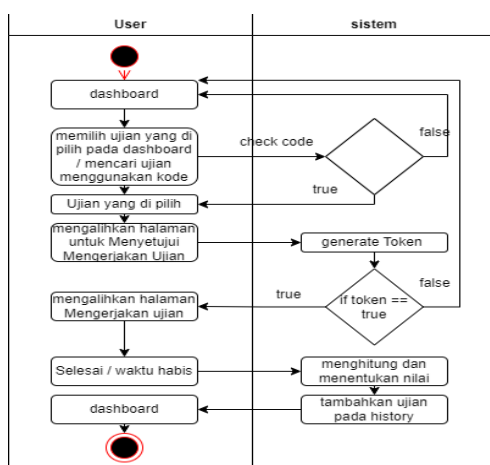 User
sistem
dashboard
memilih ujian yang di
pilih pada dashboard
/ mencari ujian
menggunakan kode
check code
false
true
Ujian yang di pilih
mengalihkan halaman
untuk Menyetujui
Mengerjakan Ujian
generate Token
false
true
if token ==
true
mengalihkan halaman
Mengerjakan ujian
Selesai / waktu habis
menghitung dan
menentukan nilai
dashboard
tambahkan ujian
pada history